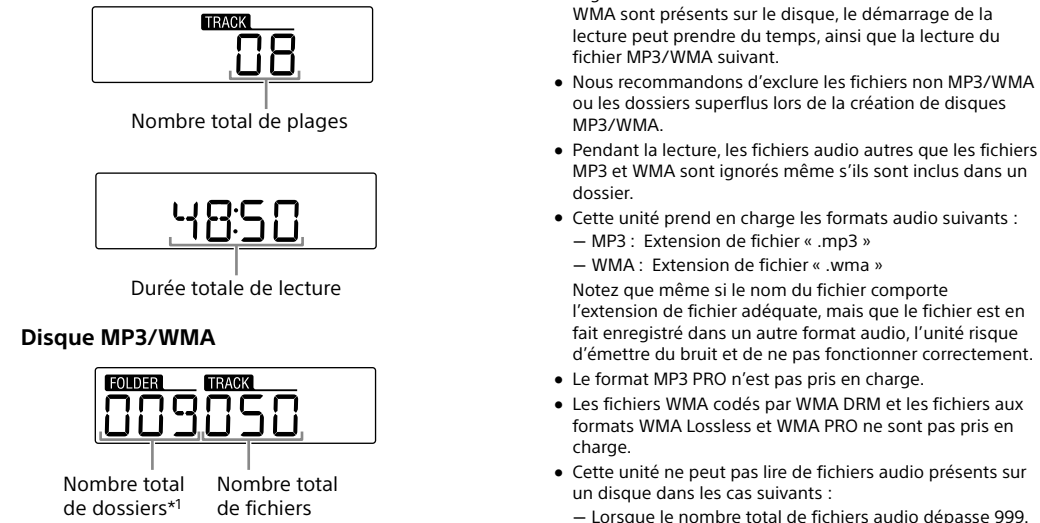 TRACK
08
Nombre total de plages
48:50
Durée totale de lecture
Disque MP3/WMA
FOLDER TRACK
009050
Nombre total
de dossiers*1
Nombre total
de fichiers
WMA sont présents sur le disque, le démarrage de la
lecture peut prendre du temps, ainsi que la lecture du
fichier MP3/WMA suivant.
● Nous recommandons d'exclure les fichiers non MP3/WMA
ou les dossiers superflus lors de la création de disques
MP3/WMA.
● Pendant la lecture, les fichiers audio autres que les fichiers
MP3 et WMA sont ignorés même s'ils sont inclus dans un
dossier.
● Cette unité prend en charge les formats audio suivants :
– MP3 : Extension de fichier « .mp3 »
– WMA : Extension de fichier « .wma »
Notez que même si le nom du fichier comporte
l'extension de fichier adéquate, mais que le fichier est en
fait enregistré dans un autre format audio, l'unité risque
d'émettre du bruit et de ne pas fonctionner correctement.
● Le format MP3 PRO n'est pas pris en charge.
● Les fichiers WMA codés par WMA DRM et les fichiers aux
formats WMA Lossless et WMA PRO ne sont pas pris en
charge.
● Cette unité ne peut pas lire de fichiers audio présents sur
un disque dans les cas suivants :
– Lorsque le nombre total de fichiers audio dépasse 999.